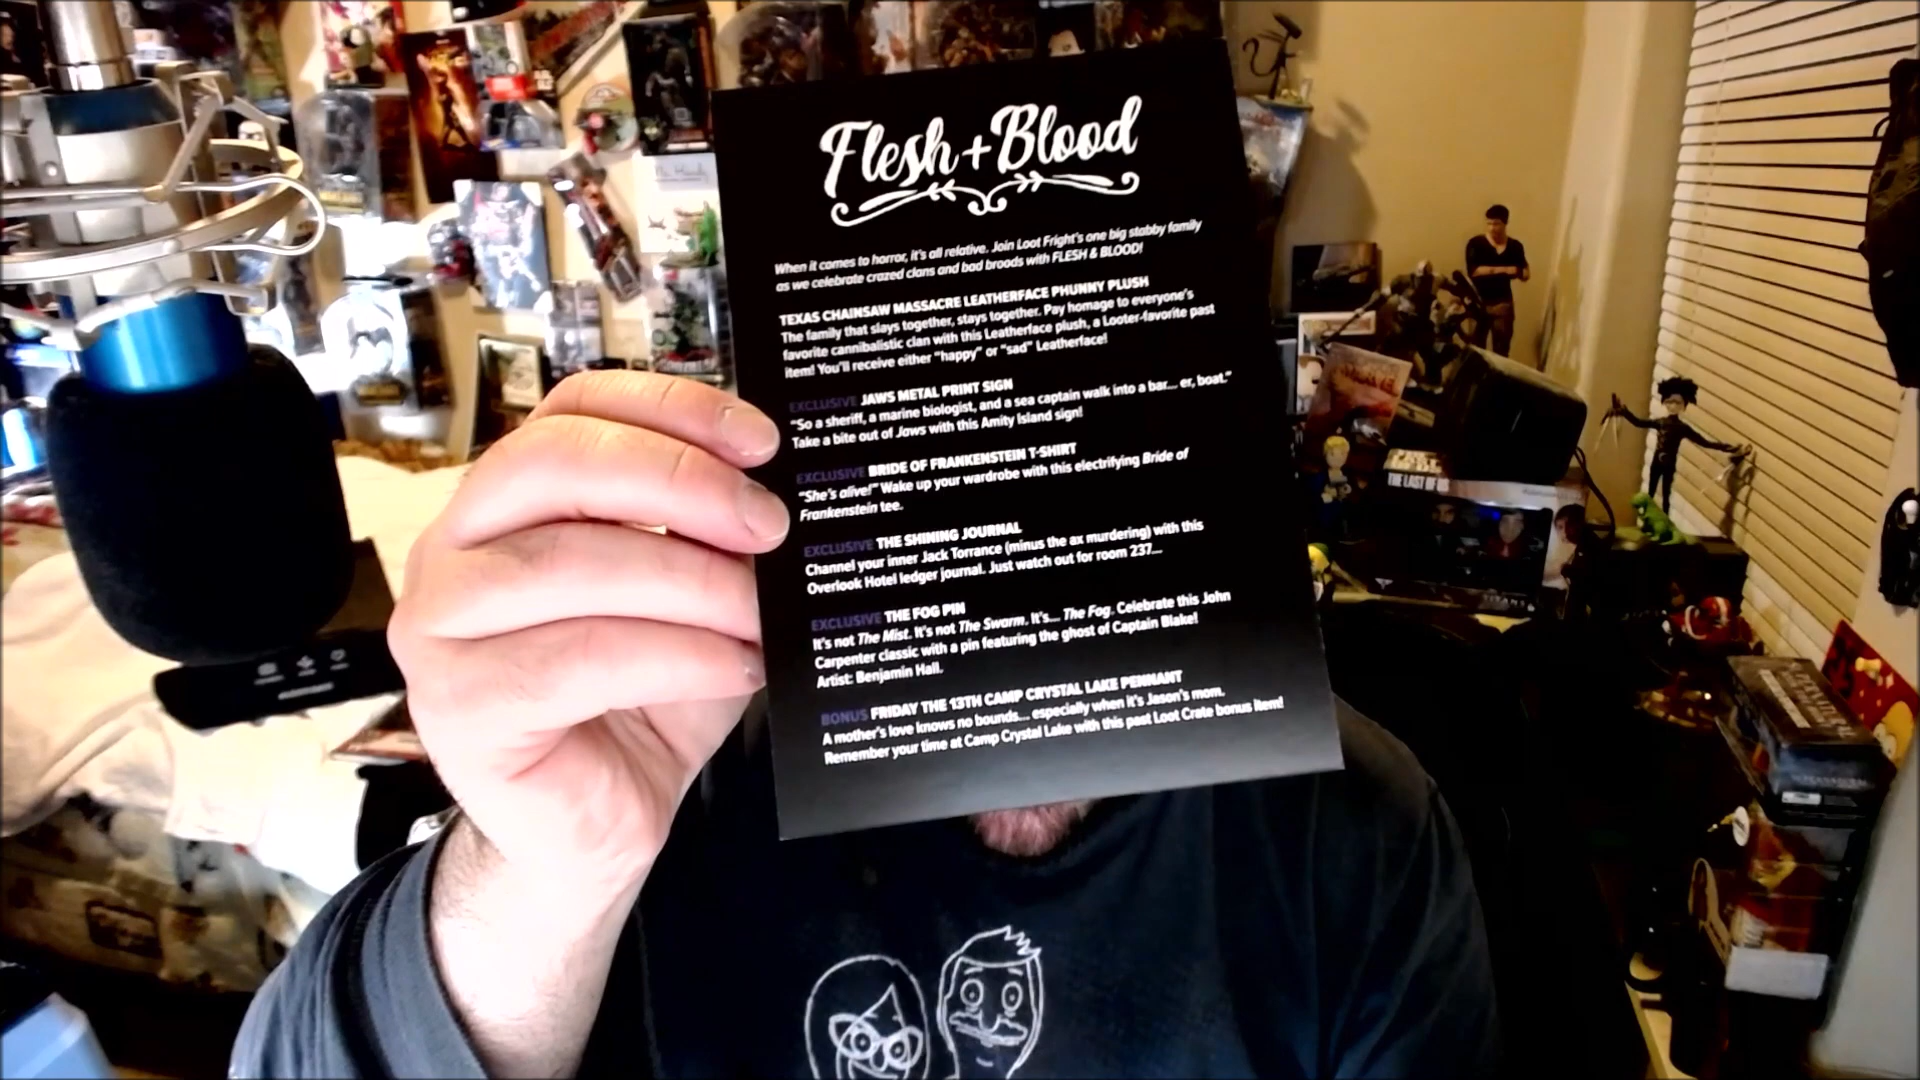 Flesh + Blood
When it comes to horror, it's all relative. Join Loot Fright's one big stabby family
as we celebrate crazed clans and bad broods with FLESH & BLOOD!
TEXAS CHAINSAW MASSACRE LEATHERFACE PHUNNY PLUSH
The family that slays together, stays together. Pay homage to everyone's
favorite cannibalistic clan with this Leatherface plush, a Looter-favorite past
item! You'll receive either "happy" or "sad" Leatherface!
EXCLUSIVE JAWS METAL PRINT SIGN
"So a sheriff, a marine biologist, and a sea captain walk into a bar... er, boat."
Take a bite out of Jaws with this Amity Island sign!
EXCLUSIVE BRIDE OF FRANKENSTEIN T-SHIRT
"She's alive!" Wake up your wardrobe with this electrifying Bride of
Frankenstein tee.
EXCLUSIVE THE SHINING JOURNAL
Channel your inner Jack Torrance (minus the ax murdering) with this
Overlook Hotel ledger journal. Just watch out for room 237...
EXCLUSIVE THE FOG PIN
It's not The Mist. It's not The Swarm. It's... The Fog. Celebrate this John
Carpenter classic with a pin featuring the ghost of Captain Blake!
Artist: Benjamin Hall.
BONUS FRIDAY THE 13TH CAMP CRYSTAL LAKE PENNANT
A mother's love knows no bounds... especially when it's Jason's mom.
Remember your time at Camp Crystal Lake with this past Loot Crate bonus item!
THE LAST OF US